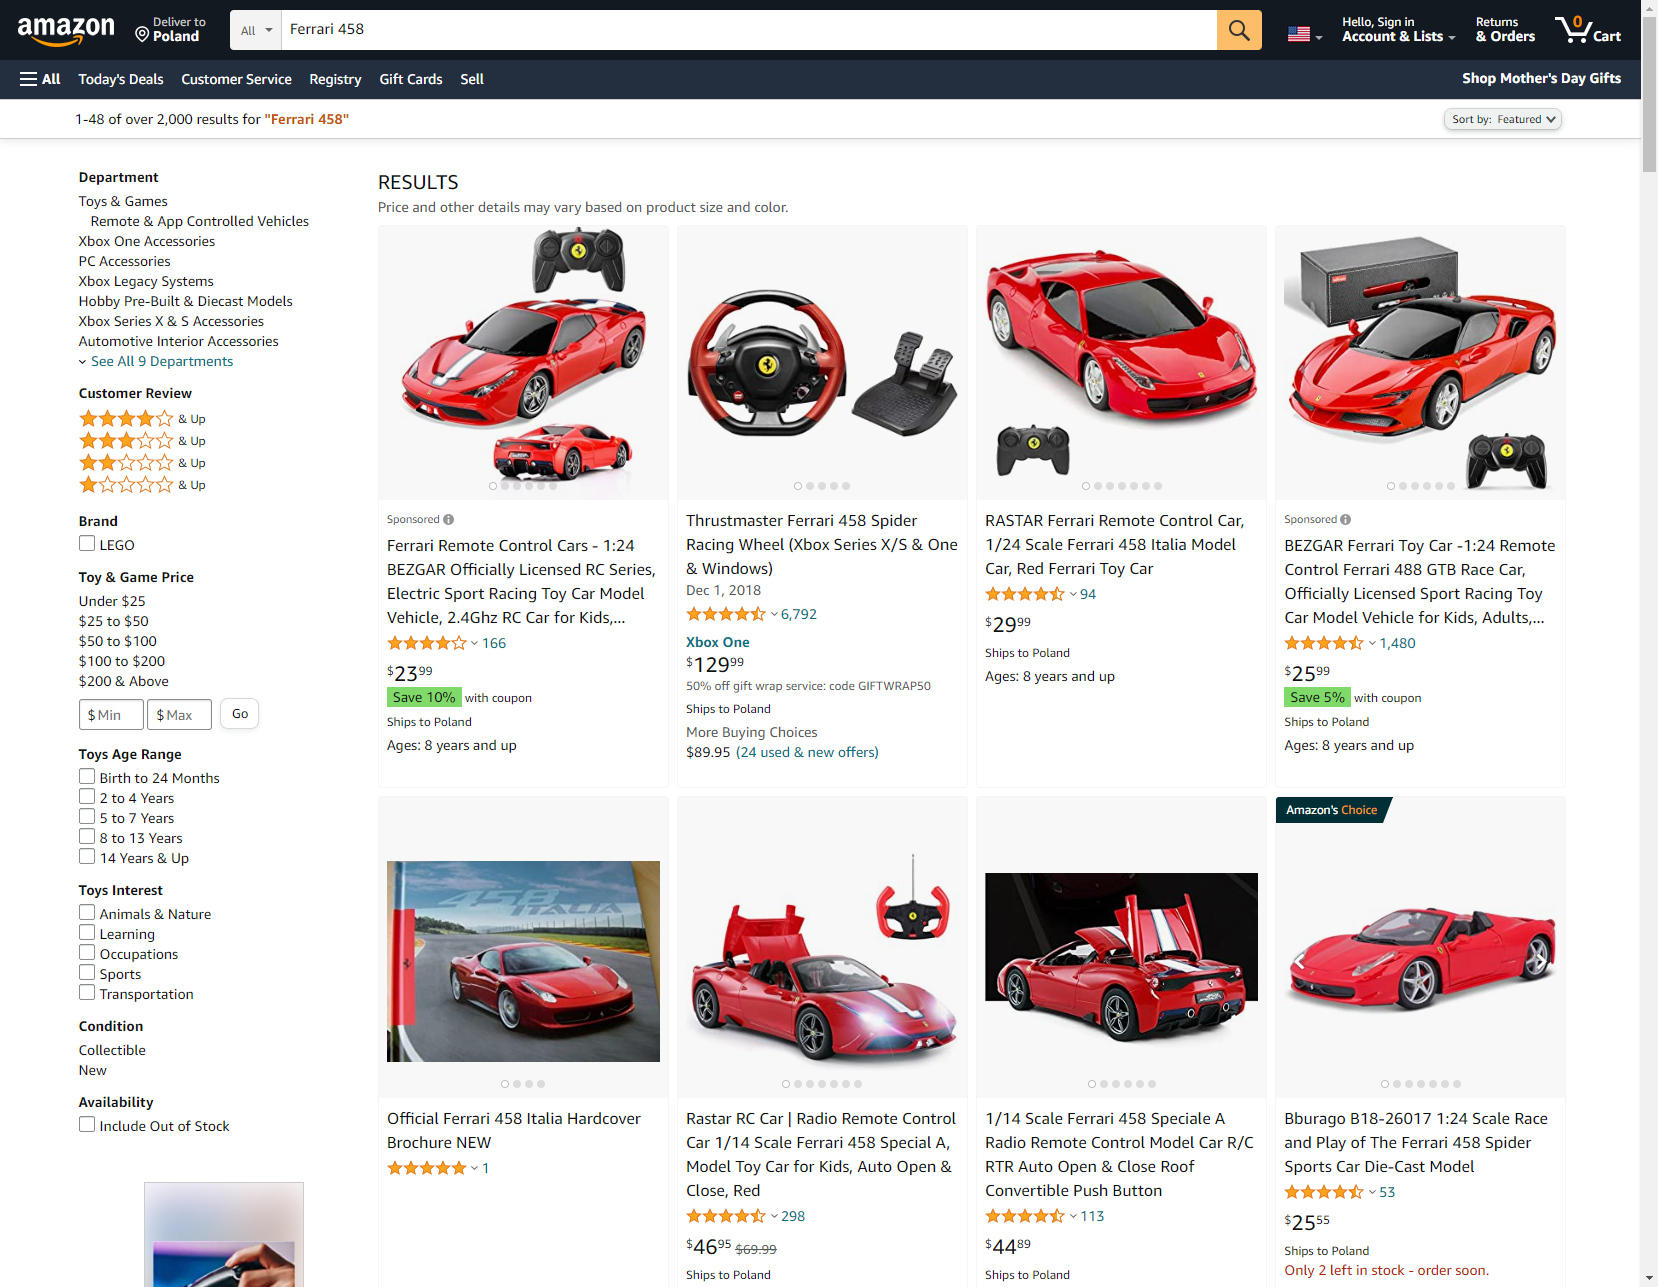 amazon
Deliver to
Poland
All
Ferrari 458
Hello, Sign in
Account & Lists
Returns
& Orders
0
Cart
All
Today's Deals
Customer Service
Registry
Gift Cards
Sell
Shop Mother's Day Gifts
1-48 of over 2,000 results for "Ferrari 458"
Sort by: Featured
Department
Toys & Games
Remote & App Controlled Vehicles
Xbox One Accessories
PC Accessories
Xbox Legacy Systems
Hobby Pre-Built & Diecast Models
Xbox Series X & S Accessories
Automotive Interior Accessories
See All 9 Departments
Customer Review
& Up
& Up
& Up
& Up
Brand
LEGO
Toy & Game Price
Under $25
$25 to $50
$50 to $100
$100 to $200
$200 & Above
$ Min
$ Max
Go
Toys Age Range
Birth to 24 Months
2 to 4 Years
5 to 7 Years
8 to 13 Years
14 Years & Up
Toys Interest
Animals & Nature
Learning
Occupations
Sports
Transportation
Condition
Collectible
New
Availability
Include Out of Stock
RESULTS
Price and other details may vary based on product size and color.
Sponsored
Ferrari Remote Control Cars - 1:24
BEZGAR Officially Licensed RC Series,
Electric Sport Racing Toy Car Model
Vehicle, 2.4Ghz RC Car for Kids,...
166
$23 99
Save 10% with coupon
Ships to Poland
Ages: 8 years and up
Thrustmaster Ferrari 458 Spider
Racing Wheel (Xbox Series X/S & One
& Windows)
Dec 1, 2018
6,792
Xbox One
$129 99
50% off gift wrap service: code GIFTWRAP50
Ships to Poland
More Buying Choices
$89.95 (24 used & new offers)
RASTAR Ferrari Remote Control Car,
1/24 Scale Ferrari 458 Italia Model
Car, Red Ferrari Toy Car
94
$29 99
Ships to Poland
Ages: 8 years and up
Sponsored
BEZGAR Ferrari Toy Car -1:24 Remote
Control Ferrari 488 GTB Race Car,
Officially Licensed Sport Racing Toy
Car Model Vehicle for Kids, Adults,...
1,480
$25 99
Save 5% with coupon
Ships to Poland
Ages: 8 years and up
458
ITALIA
Official Ferrari 458 Italia Hardcover
Brochure NEW
1
Rastar RC Car | Radio Remote Control
Car 1/14 Scale Ferrari 458 Special A,
Model Toy Car for Kids, Auto Open &
Close, Red
298
$46 95 $69.99
Ships to Poland
1/14 Scale Ferrari 458 Speciale A
Radio Remote Control Model Car R/C
RTR Auto Open & Close Roof
Convertible Push Button
113
$44 89
Ships to Poland
Amazon's Choice
Bburago B18-26017 1:24 Scale Race
and Play of The Ferrari 458 Spider
Sports Car Die-Cast Model
53
$25 55
Ships to Poland
Only 2 left in stock - order soon.